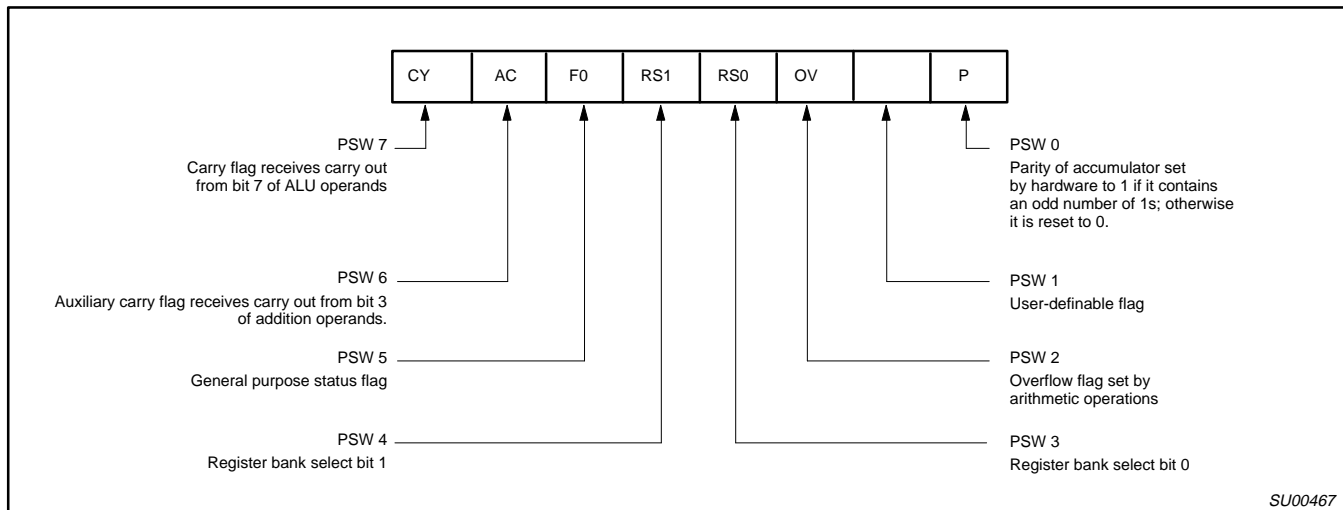 CY AC F0 RS1 RS0 OV P
PSW 7
Carry flag receives carry out
from bit 7 of ALU operands
PSW 0
Parity of accumulator set
by hardware to 1 if it contains
an odd number of 1s; otherwise
it is reset to 0.
PSW 6
Auxiliary carry flag receives carry out from bit 3
of addition operands.
PSW 1
User-definable flag
PSW 5
General purpose status flag
PSW 2
Overflow flag set by
arithmetic operations
PSW 4
Register bank select bit 1
PSW 3
Register bank select bit 0
SU00467